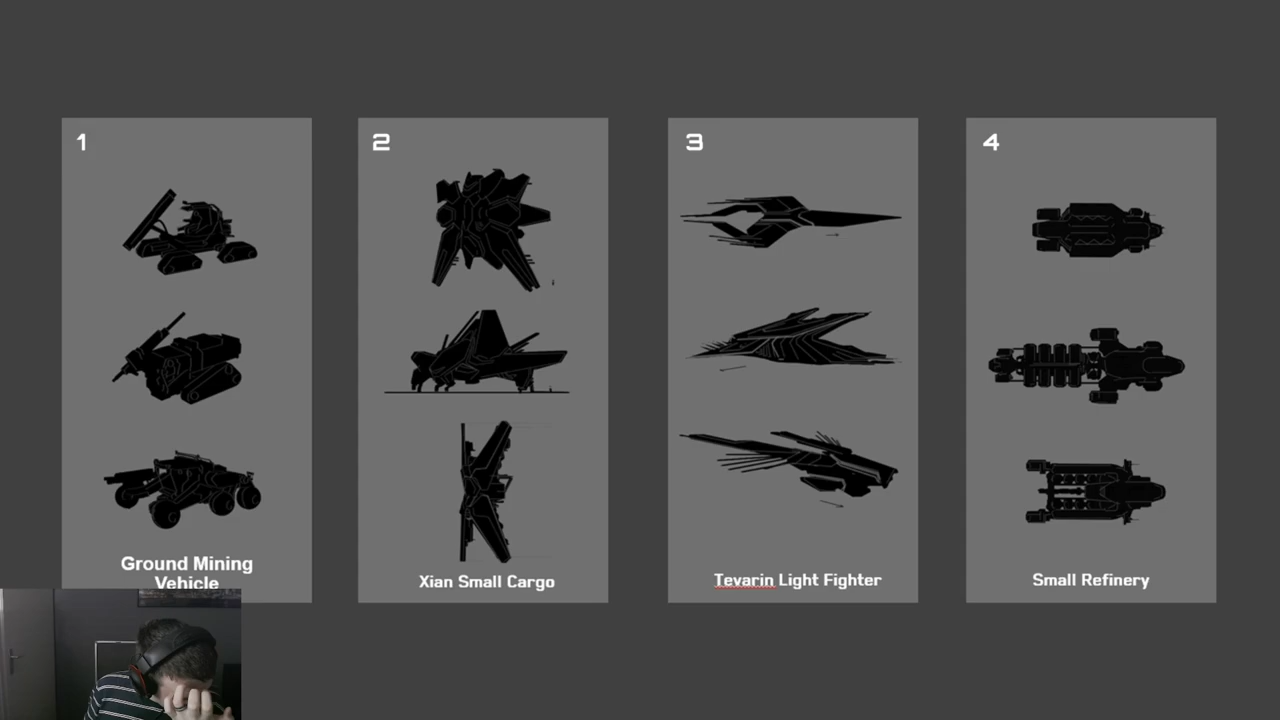 1
Ground Mining
Vehicle
2
Xian Small Cargo
3
Tevarin Light Fighter
4
Small Refinery